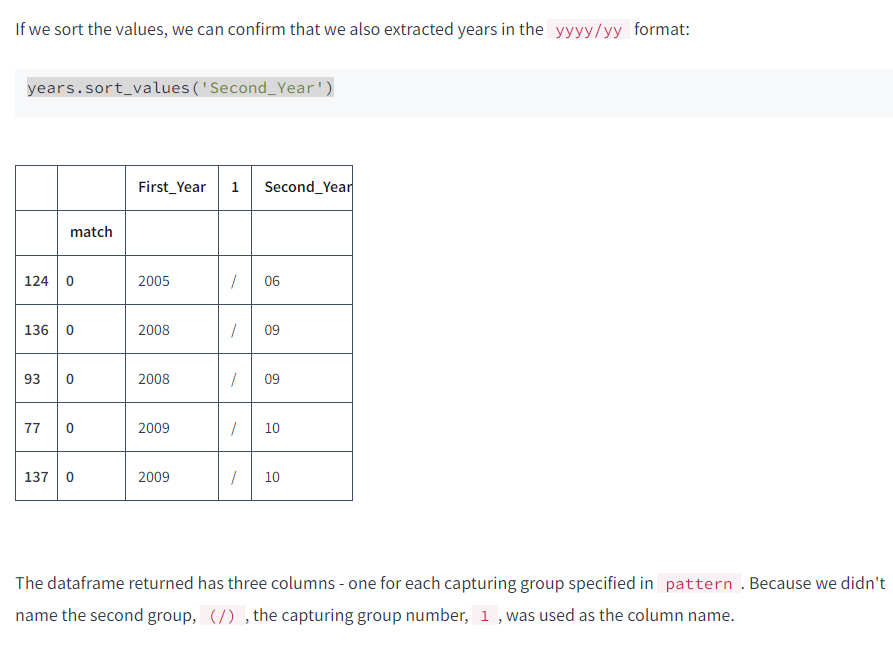 If we sort the values, we can confirm that we also extracted years in the yyyy/yy format:
years.sort_values('Second_Year')
First_Year 1 Second_Year
match
124 0 2005 / 06
136 0 2008 / 09
93 0 2008 / 09
77 0 2009 / 10
137 0 2009 / 10
The dataframe returned has three columns - one for each capturing group specified in pattern . Because we didn't
name the second group, (/) , the capturing group number, 1 , was used as the column name.